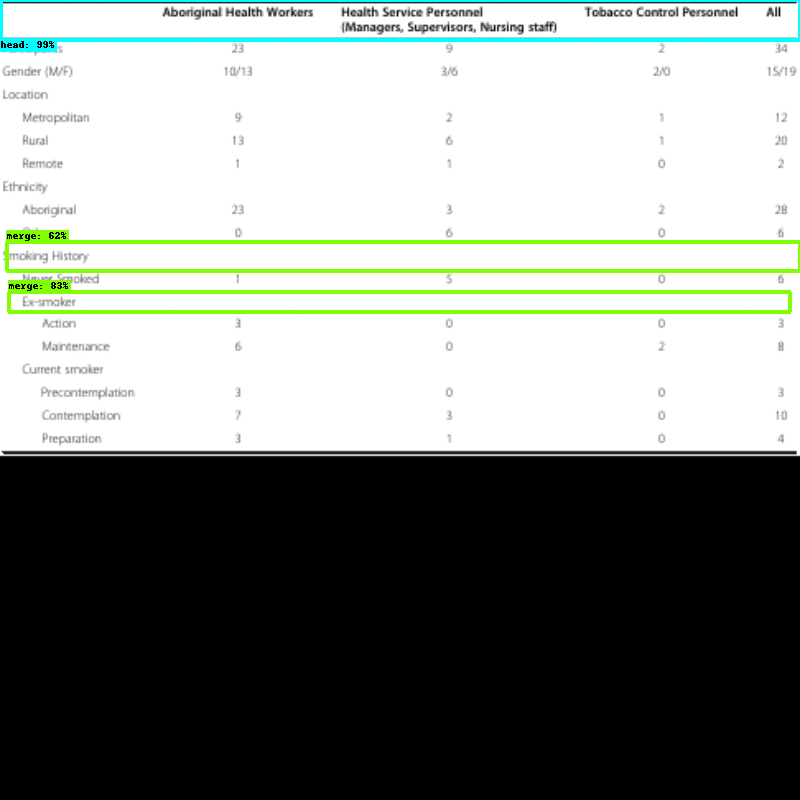 Aboriginal Health Workers Health Service Personnel Tobacco Control Personnel All
(Managers, Supervisors, Nursing staff)
head: 99%
23 9 2 34
Gender (M/F) 10/13 3/6 2/0 15/19
Location
Metropolitan 9 2 1 12
Rural 13 6 1 20
Remote 1 1 0 2
Ethnicity
Aboriginal 23 3 2 28
merge: 62%
0 6 0 6
Smoking History
Never Smoked 1 5 0 6
merge: 83%
Ex-smoker
Action 3 0 0 3
Maintenance 6 0 2 8
Current smoker
Precontemplation 3 0 0 3
Contemplation 7 3 0 10
Preparation 3 1 0 4